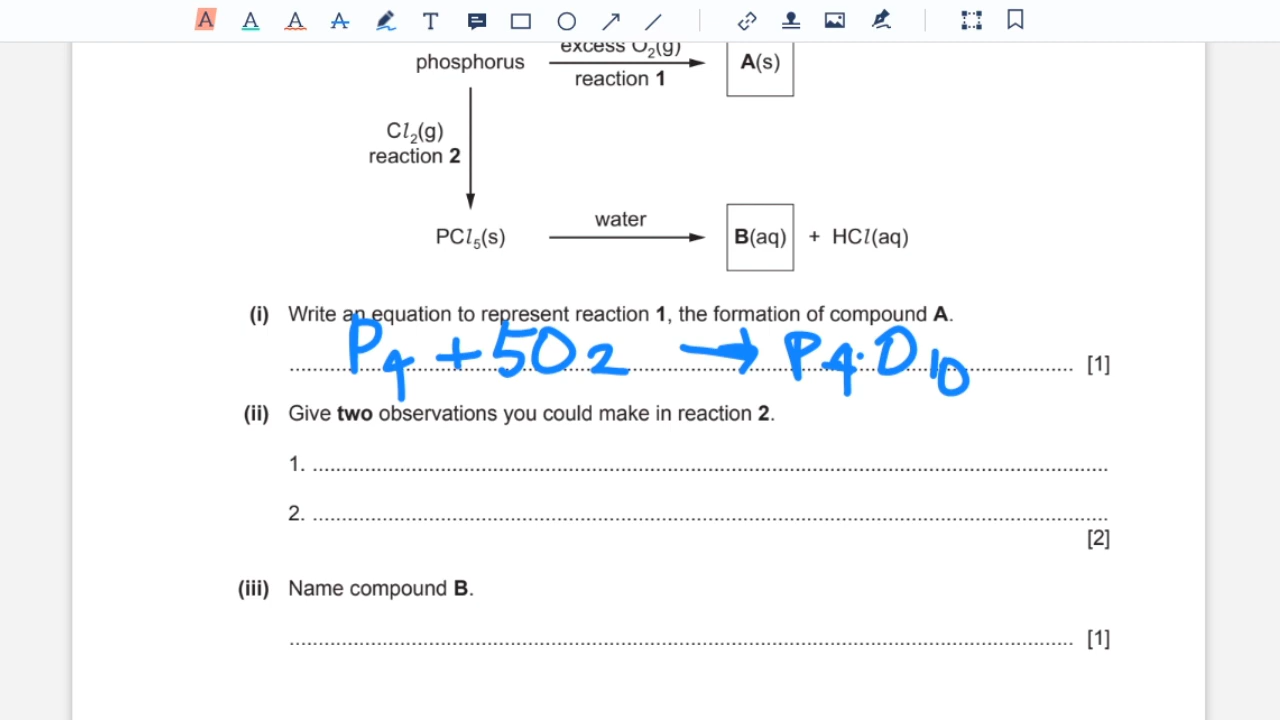 A A A A T
excess O₂(g)
phosphorus A(s)
reaction 1
Cl₂(g)
reaction 2
water
PCl₅(s) B(aq) + HCl(aq)
(i) Write an equation to represent reaction 1, the formation of compound A.
P₄ + 5O₂ → P₄.O₁₀
................................................................ [1]
(ii) Give two observations you could make in reaction 2.
1. ................................................................
2. ................................................................
[2]
(iii) Name compound B.
................................................................ [1]